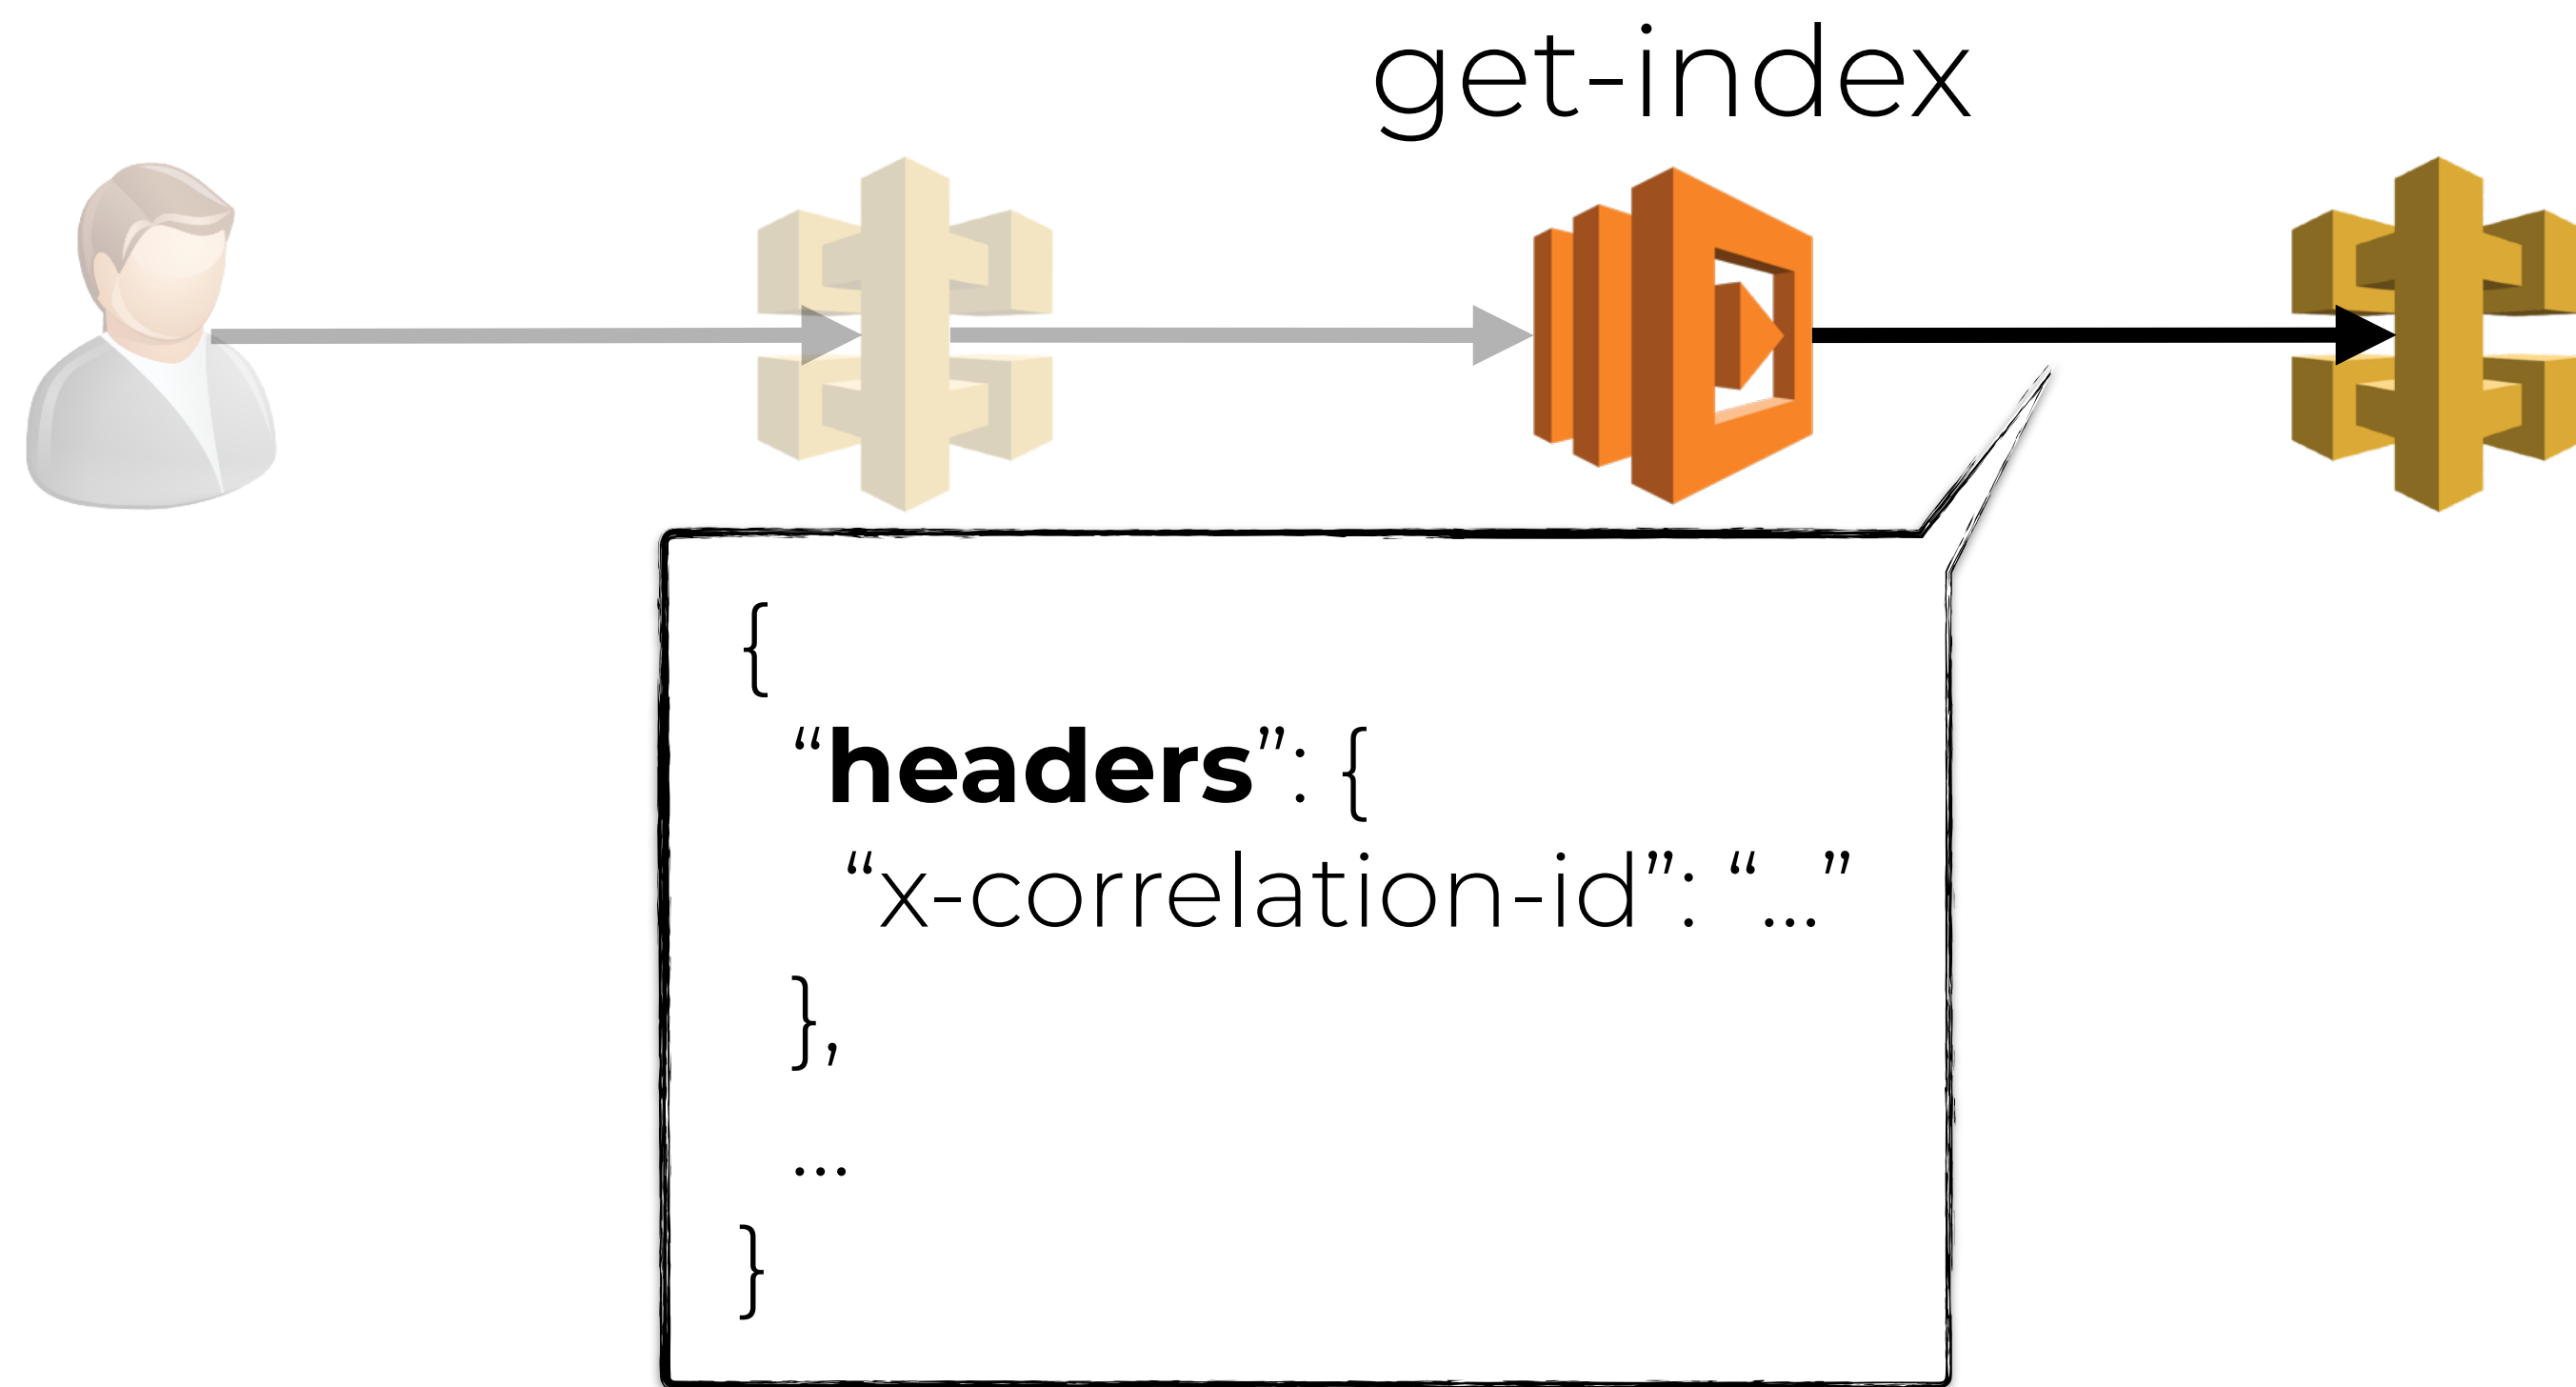 get-index
{
“headers”: {
“x-correlation-id”: “…”
},
…
}